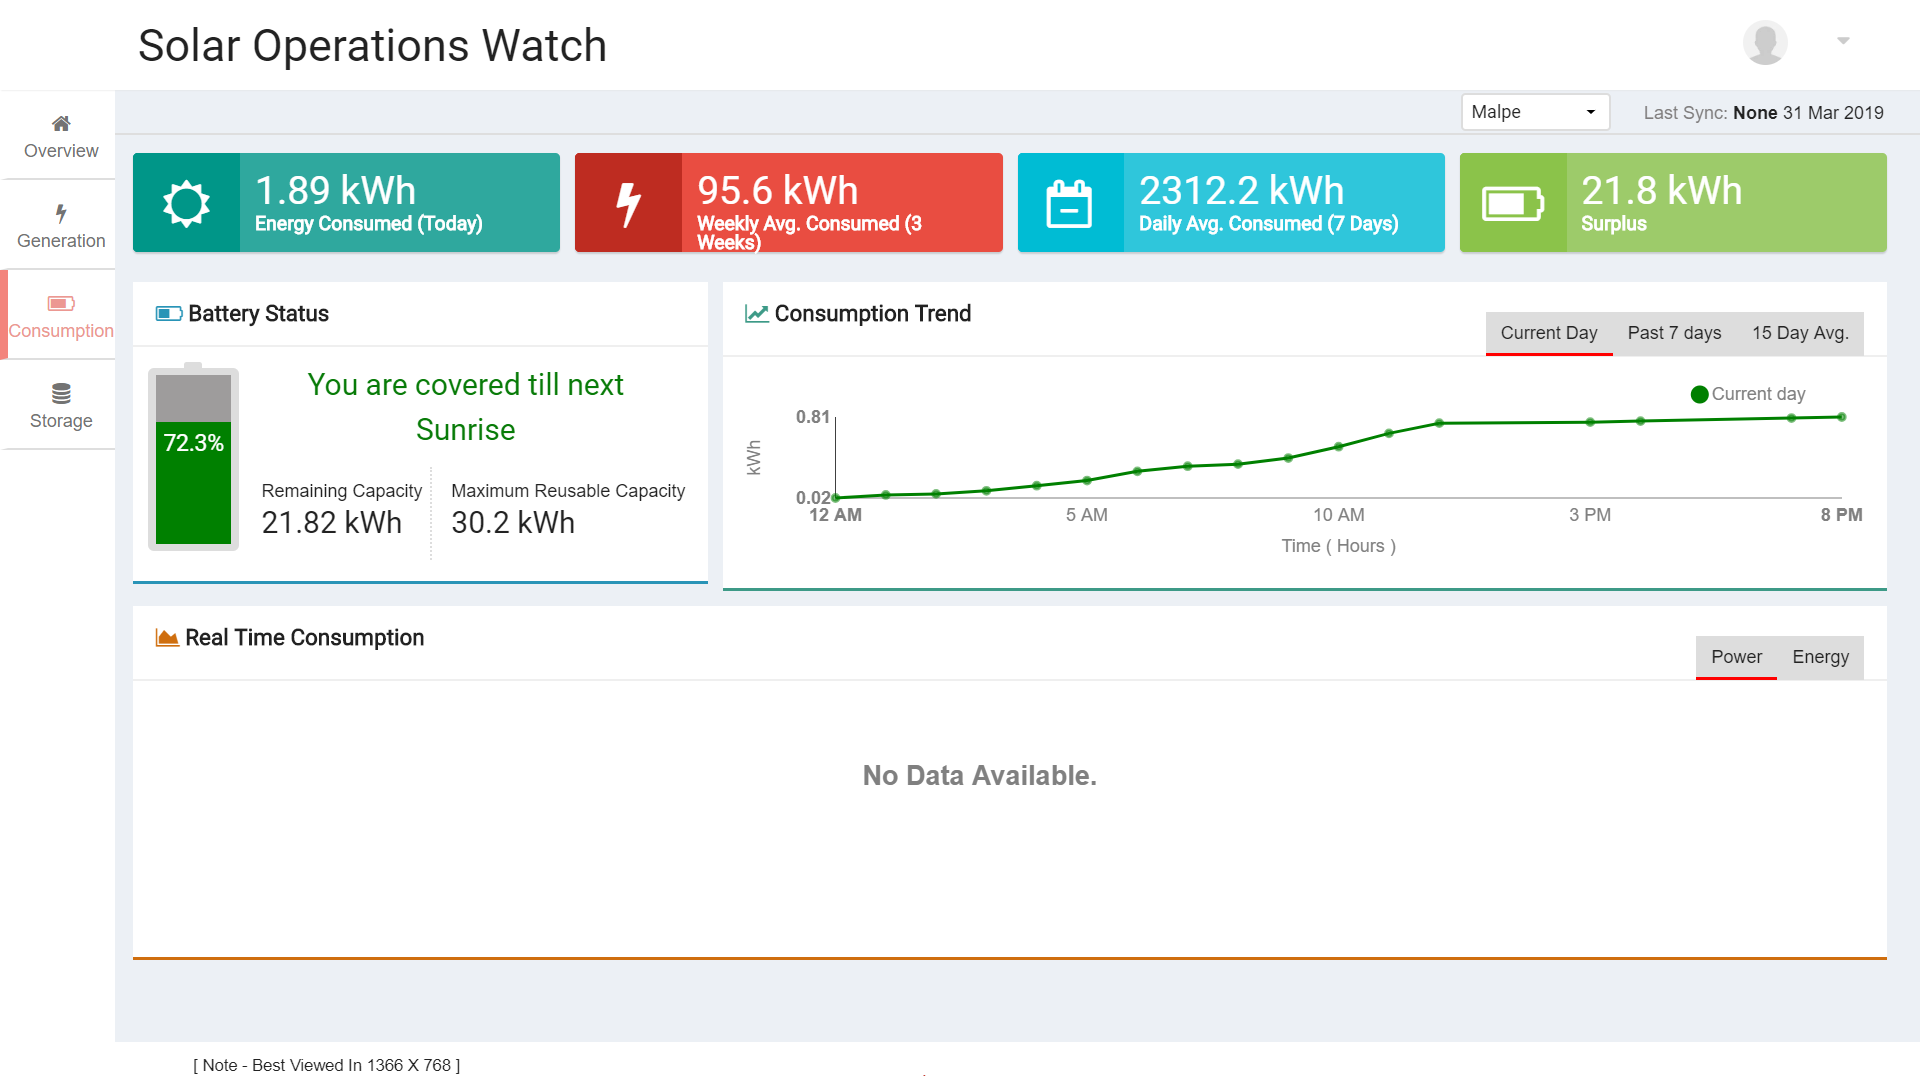 Solar Operations Watch
Malpe
Last Sync: None 31 Mar 2019
Overview
Generation
Consumption
Storage
1.89 kWh
Energy Consumed (Today)
95.6 kWh
Weekly Avg. Consumed (3
Weeks)
2312.2 kWh
Daily Avg. Consumed (7 Days)
21.8 kWh
Surplus
Battery Status
72.3%
You are covered till next
Sunrise
Remaining Capacity
21.82 kWh
Maximum Reusable Capacity
30.2 kWh
Consumption Trend
Current Day Past 7 days 15 Day Avg.
Current day
0.81
kWh
0.02
12 AM 5 AM 10 AM 3 PM 8 PM
Time ( Hours )
Real Time Consumption
Power Energy
No Data Available.
[ Note - Best Viewed In 1366 X 768 ]